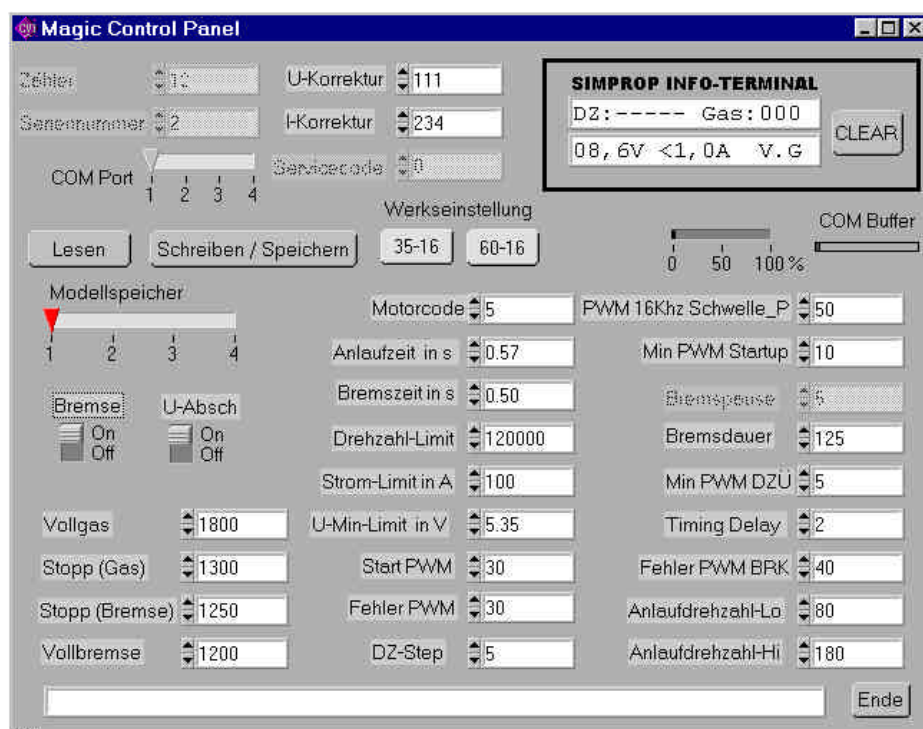 Magic Control Panel
Zähler 12
U-Korrektur 111
SIMPROP INFO-TERMINAL
DZ:----- Gas:000
08,6V <1,0A V.G
CLEAR
Seriennummer 2
I-Korrektur 234
COM Port
1 2 3 4
Servicecode 0
Werkseinstellung
Lesen
Schreiben / Speichern
35-16
60-16
0 50 100 %
COM Buffer
Modellspeicher
1 2 3 4
Bremse
On
Off
U-Absch
On
Off
Vollgas 1800
Stopp (Gas) 1300
Stopp (Bremse) 1250
Vollbremse 1200
Motorcode 5
Anlaufzeit in s 0.57
Bremszeit in s 0.50
Drehzahl-Limit 120000
Strom-Limit in A 100
U-Min-Limit in V 5.35
Start PWM 30
Fehler PWM 30
DZ-Step 5
PWM 16Khz Schwelle_P 50
Min PWM Startup 10
Bremspause 5
Bremsdauer 125
Min PWM DZÜ 5
Timing Delay 2
Fehler PWM BRK 40
Anlaufdrehzahl-Lo 80
Anlaufdrehzahl-Hi 180
Ende